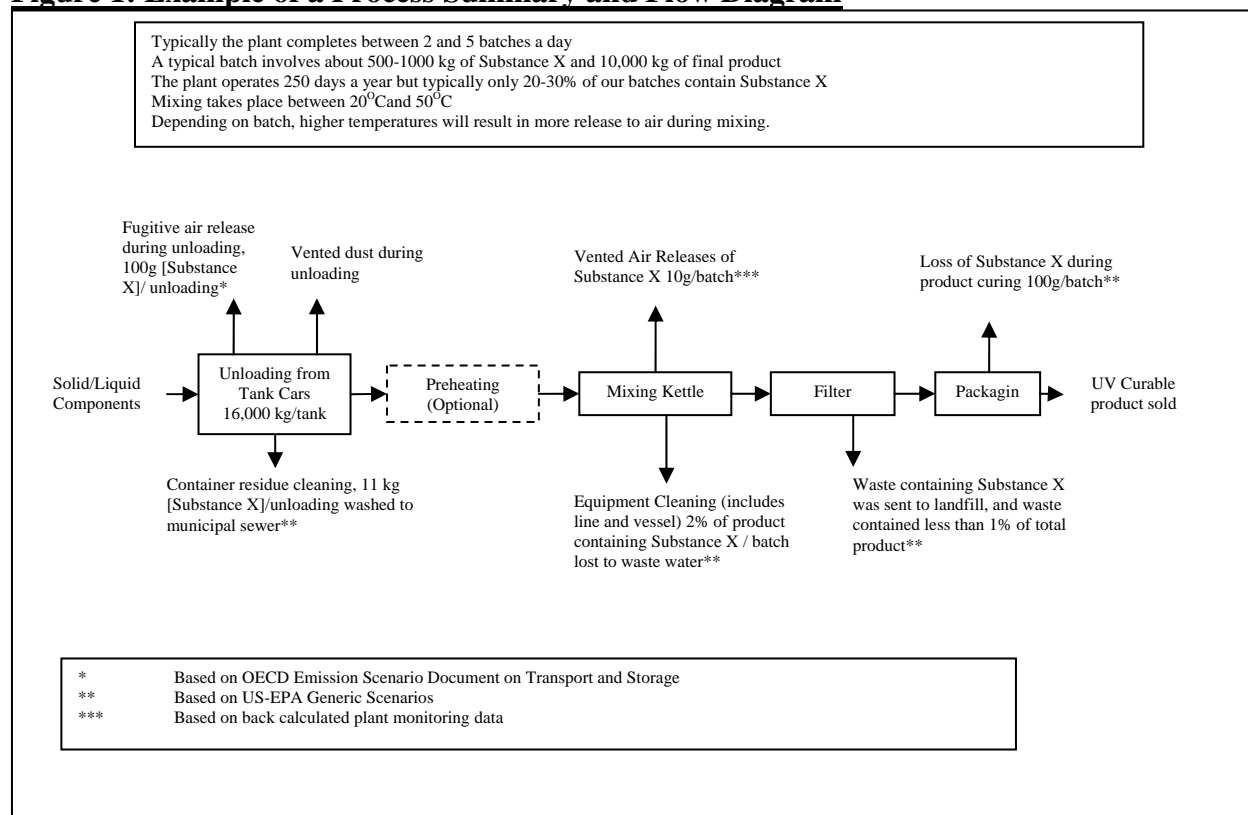 Figure 1: Example of a Process Summary and Flow Diagram
Typically the plant completes between 2 and 5 batches a day
A typical batch involves about 500-1000 kg of Substance X and 10,000 kg of final product
The plant operates 250 days a year but typically only 20-30% of our batches contain Substance X
Mixing takes place between 20OCand 50OC
Depending on batch, higher temperatures will result in more release to air during mixing.
Fugitive air release
during unloading,
100g [Substance
X]/ unloading*
Vented dust during
unloading
Vented Air Releases of
Substance X 10g/batch***
Loss of Substance X during
product curing 100g/batch**
Solid/Liquid
Components
Unloading from
Tank Cars
16,000 kg/tank
Preheating
(Optional)
Mixing Kettle
Filter
Packagin
UV Curable
product sold
Container residue cleaning, 11 kg
[Substance X]/unloading washed to
municipal sewer**
Equipment Cleaning (includes
line and vessel) 2% of product
containing Substance X / batch
lost to waste water**
Waste containing Substance X
was sent to landfill, and waste
contained less than 1% of total
product**
* Based on OECD Emission Scenario Document on Transport and Storage
** Based on US-EPA Generic Scenarios
*** Based on back calculated plant monitoring data